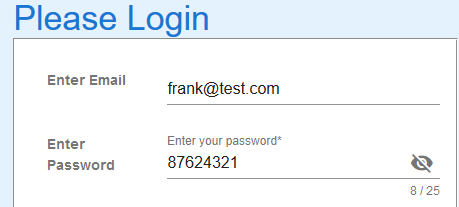 Please Login
Enter Email
frank@test.com
Enter
Password
Enter your password*
87624321
8 / 25